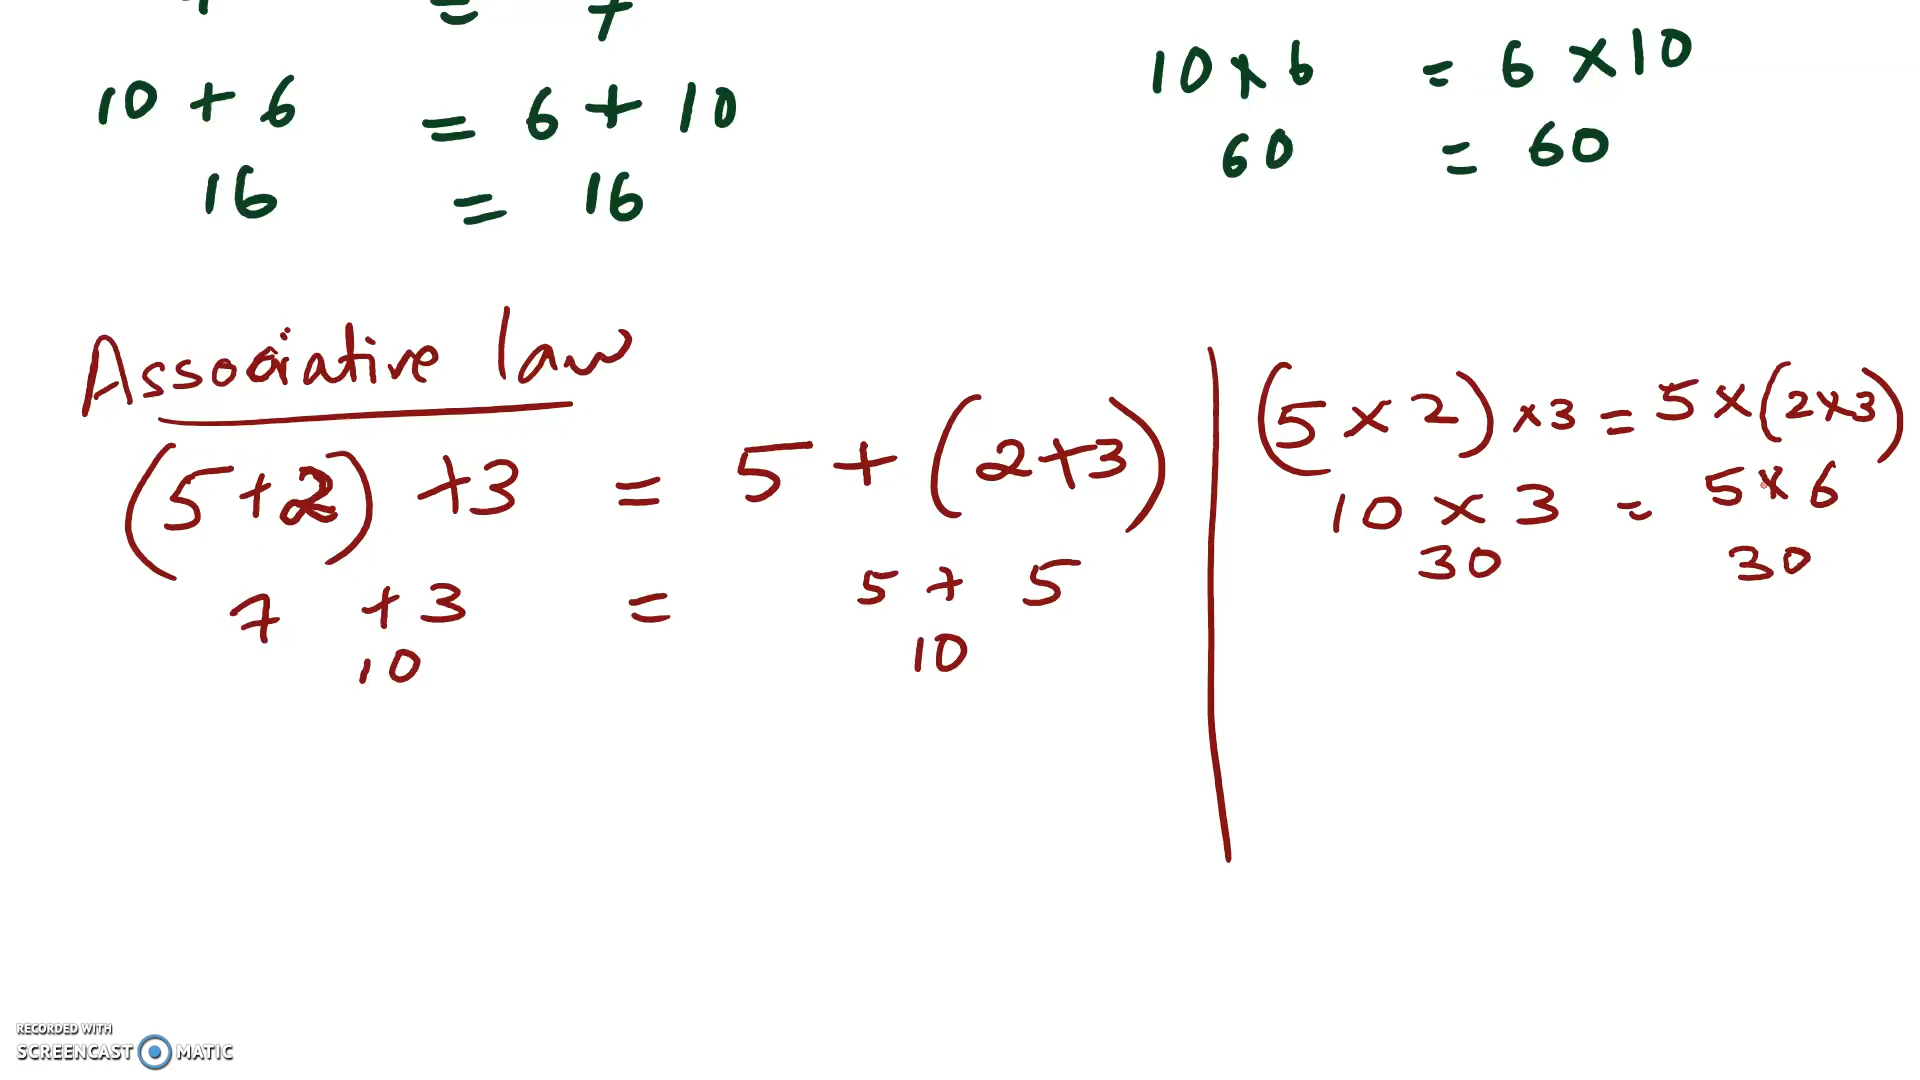 = 7
10 + 6 = 6 + 10
16 = 16
10 x 6 = 6 x 10
60 = 60
Associative law
(5+2) +3 = 5 + (2+3)
7 +3 = 5 + 5
10 10
(5 x 2) x 3 = 5 x (2x3)
10 x 3 = 5 x 6
30 30
RECORDED WITH
SCREENCAST MATIC